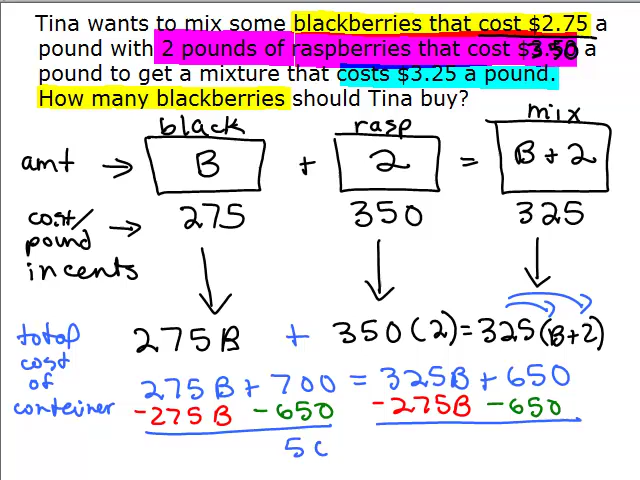 Tina wants to mix some blackberries that cost $2.75 a
pound with 2 pounds of raspberries that cost $3.50 a
pound to get a mixture that costs $3.25 a pound.
How many blackberries should Tina buy?
black rasp mix
amt → B + 2 = B + 2
cost/pound in cents → 275 350 325
275B + 350(2) = 325(B+2)
total cost of container
275B + 700 = 325B + 650
-275B -650 -275B -650
50